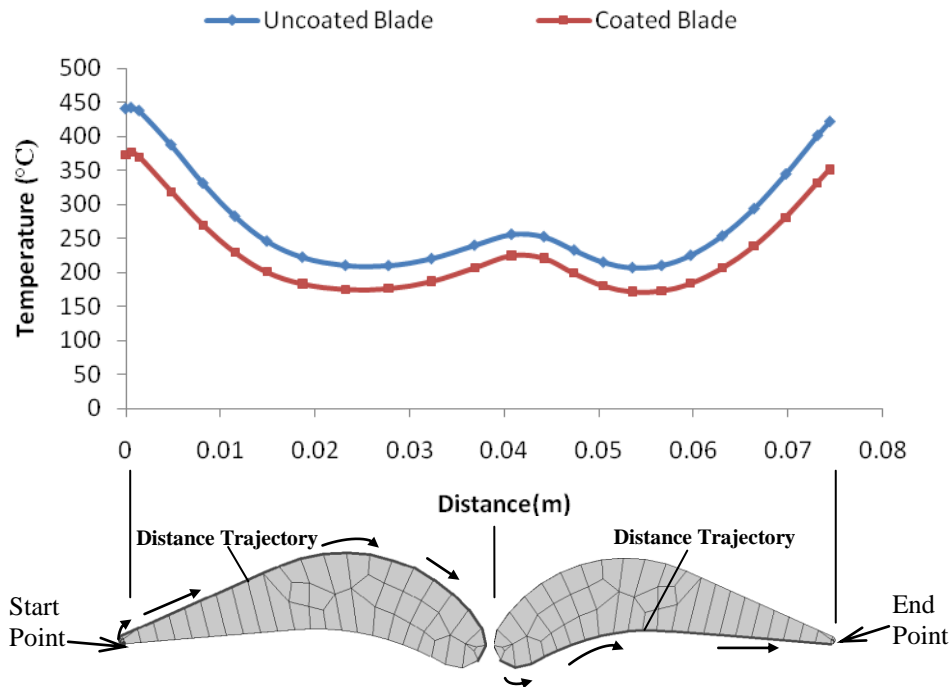 Uncoated Blade
Coated Blade
500
450
400
350
300
250
200
150
100
50
0
Temperature (°C)
0
0.01
0.02
0.03
0.04
0.05
0.06
0.07
0.08
Distance(m)
Distance Trajectory
Distance Trajectory
Start
Point
End
Point